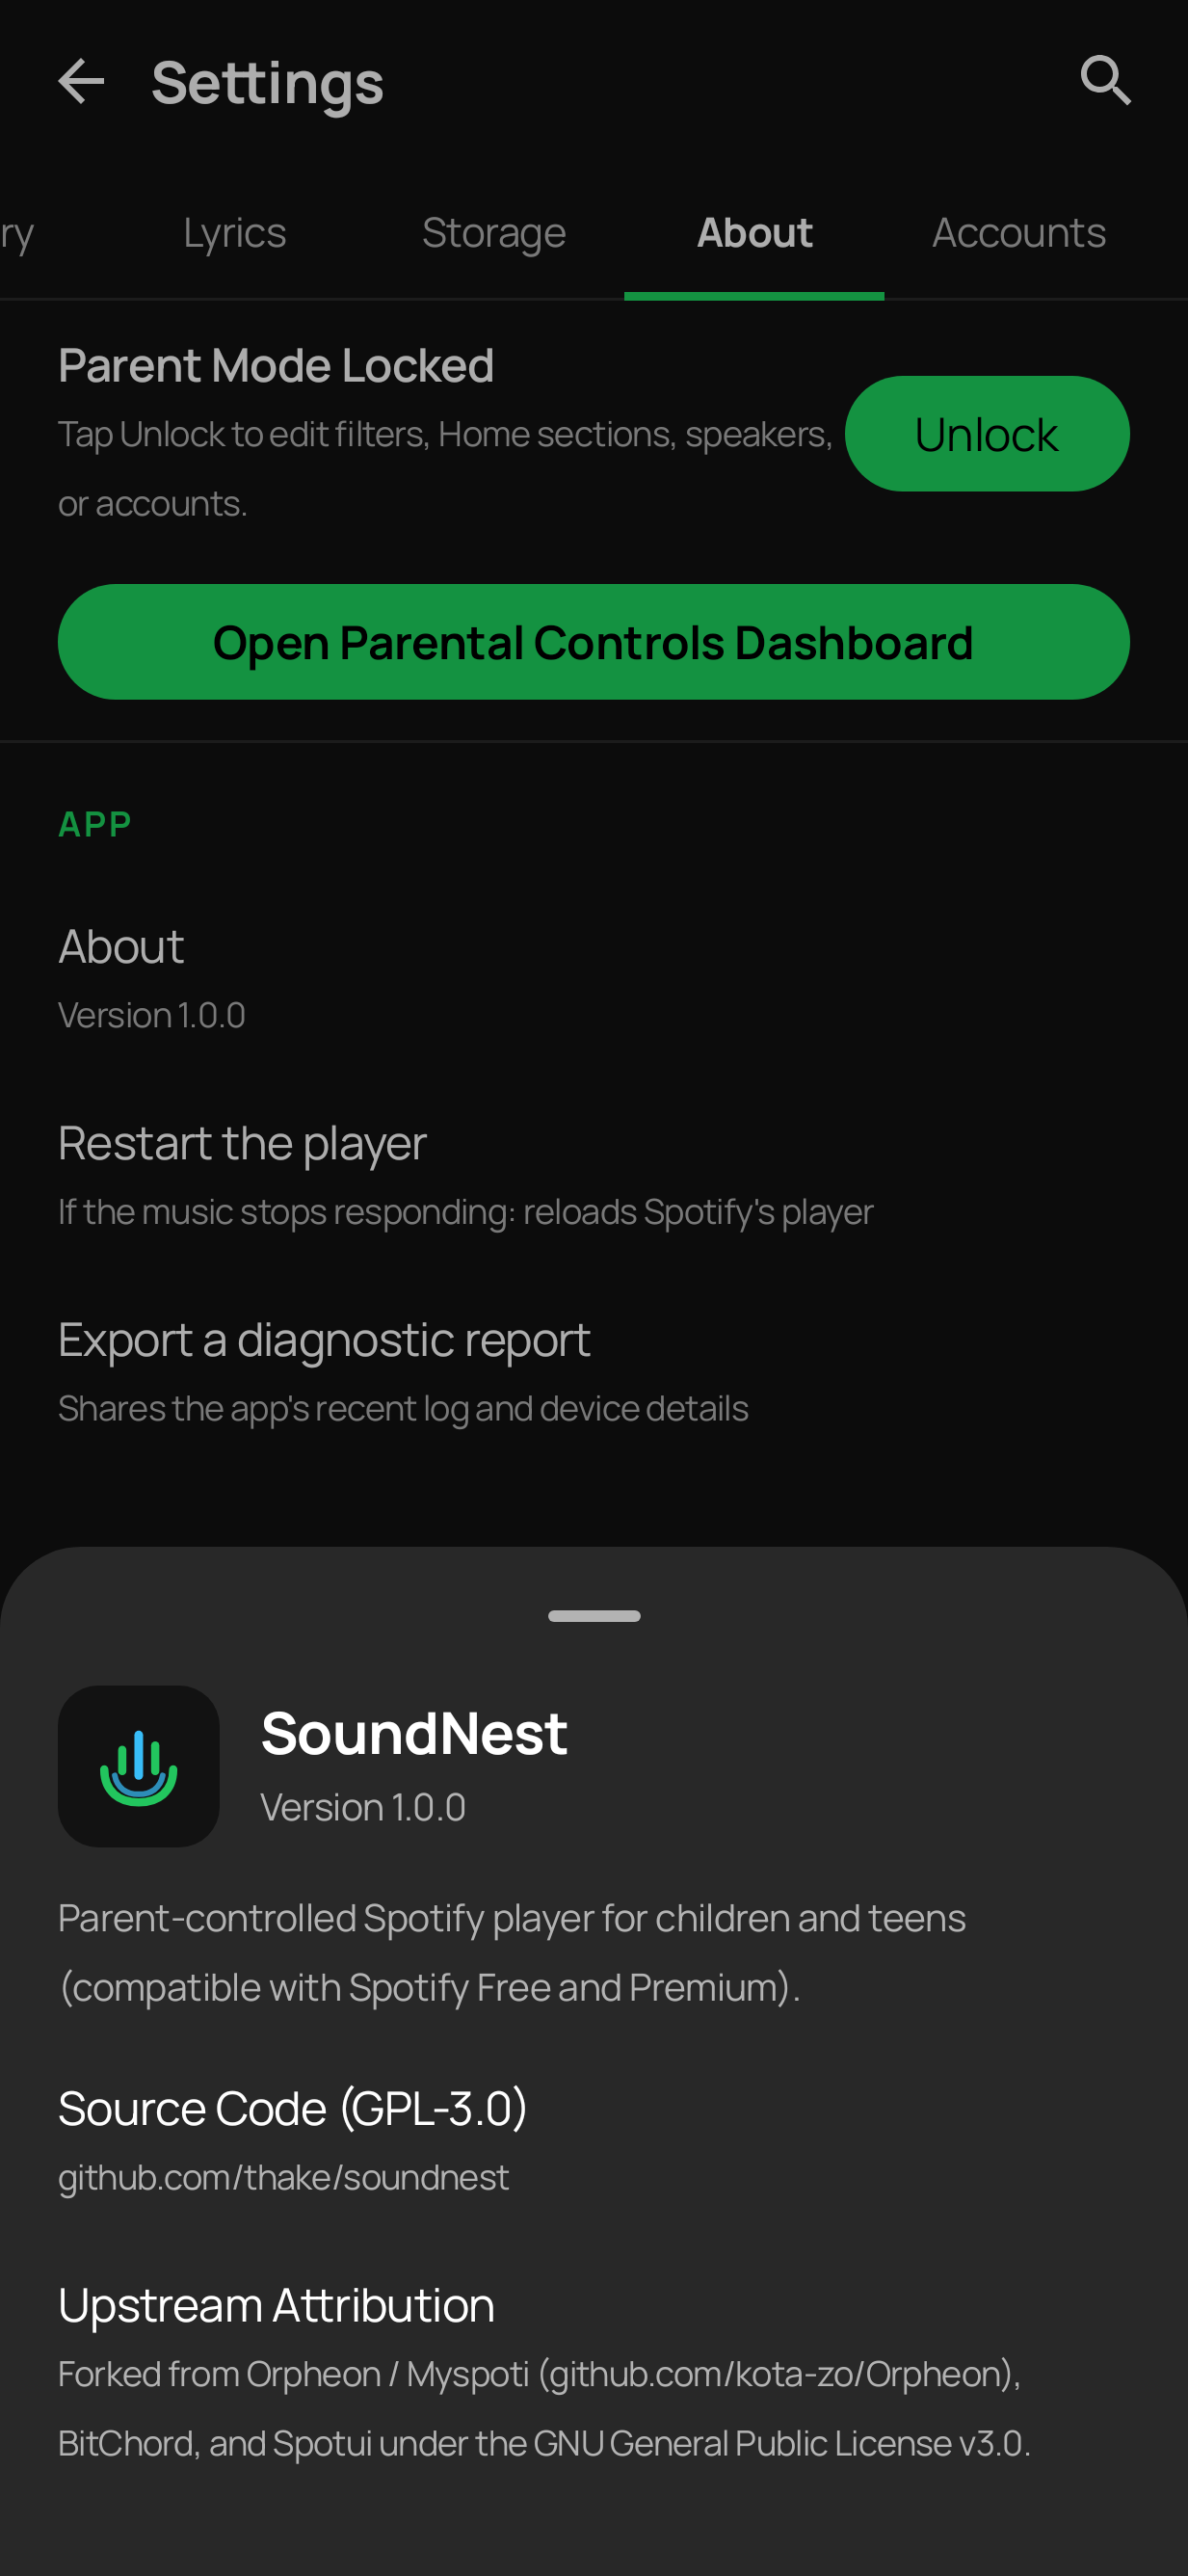 Settings
ry
Lyrics
Storage
About
Accounts
Parent Mode Locked
Tap Unlock to edit filters, Home sections, speakers,
or accounts.
Unlock
Open Parental Controls Dashboard
APP
About
Version 1.0.0
Restart the player
If the music stops responding: reloads Spotify's player
Export a diagnostic report
Shares the app's recent log and device details
SoundNest
Version 1.0.0
Parent-controlled Spotify player for children and teens
(compatible with Spotify Free and Premium).
Source Code (GPL-3.0)
github.com/thake/soundnest
Upstream Attribution
Forked from Orpheon / Myspoti (github.com/kota-zo/Orpheon),
BitChord, and Spotui under the GNU General Public License v3.0.